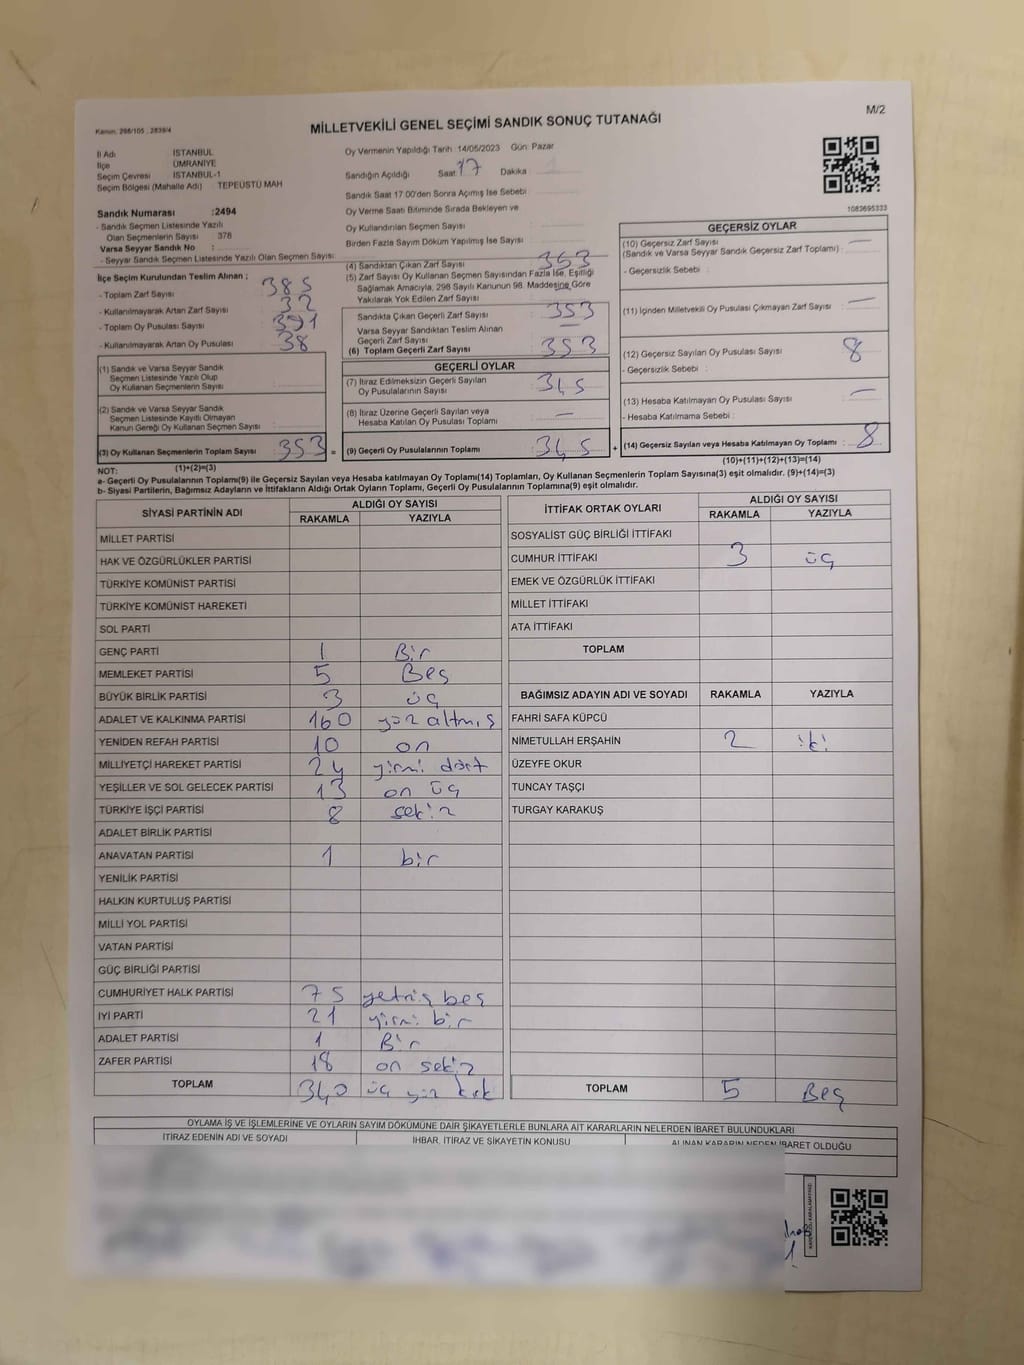 Kanun: 298/105 , 2839/4
M/2
MİLLETVEKİLİ GENEL SEÇİMİ SANDIK SONUÇ TUTANAĞI
İl Adı İSTANBUL
İlçe ÜMRANİYE
Seçim Çevresi İSTANBUL-1
Seçim Bölgesi (Mahalle Adı) TEPEÜSTÜ MAH
Sandık Numarası :2494
- Sandık Seçmen Listesinde Yazılı
Olan Seçmenlerin Sayısı : 378
Varsa Seyyar Sandık No :
- Seyyar Sandık Seçmen Listesinde Yazılı Olan Seçmen Sayısı
Oy Vermenin Yapıldığı Tarih 14/05/2023 Gün: Pazar
Sandığın Açıldığı Saat 17 Dakika
Sandık Saat 17.00'den Sonra Açılmış İse Sebebi
Oy Verme Saati Bitiminde Sırada Bekleyen ve
Oy Kullandırılan Seçmen Sayısı
Birden Fazla Sayım Döküm Yapılmış İse Sayısı
1083695333
İlçe Seçim Kurulundan Teslim Alınan ;
- Toplam Zarf Sayısı 385
- Kullanılmayarak Artan Zarf Sayısı 32
- Toplam Oy Pusulası Sayısı 391
- Kullanılmayarak Artan Oy Pusulası 38
(1) Sandık ve Varsa Seyyar Sandık
Seçmen Listesinde Yazılı Olup
Oy Kullanan Seçmenlerin Sayısı
(2) Sandık ve Varsa Seyyar Sandık
Seçmen Listesinde Kayıtlı Olmayan
Kanun Gereği Oy Kullanan Seçmen Sayısı :
(3) Oy Kullanan Seçmenlerin Toplam Sayısı 353 =
(1)+(2)=(3)
(4) Sandıktan Çıkan Zarf Sayısı 353
(5) Zarf Sayısı Oy Kullanan Seçmen Sayısından Fazla İse, Eşitliği
Sağlamak Amacıyla, 298 Sayılı Kanunun 98. Maddesine Göre
Yakılarak Yok Edilen Zarf Sayısı —
Sandıkta Çıkan Geçerli Zarf Sayısı 353
Varsa Seyyar Sandıktan Teslim Alınan
Geçerli Zarf Sayısı —
(6) Toplam Geçerli Zarf Sayısı 353
GEÇERLİ OYLAR
(7) İtiraz Edilmeksizin Geçerli Sayılan
Oy Pusulalarının Sayısı 345
(8) İtiraz Üzerine Geçerli Sayılan veya
Hesaba Katılan Oy Pusulası Toplamı —
(9) Geçerli Oy Pusulalarının Toplamı 345 +
GEÇERSİZ OYLAR
(10) Geçersiz Zarf Sayısı —
(Sandık ve Varsa Seyyar Sandık Geçersiz Zarf Toplamı) :
- Geçersizlik Sebebi :
(11) İçinden Milletvekili Oy Pusulası Çıkmayan Zarf Sayısı —
(12) Geçersiz Sayılan Oy Pusulası Sayısı 8
- Geçersizlik Sebebi :
(13) Hesaba Katılmayan Oy Pusulası Sayısı —
- Hesaba Katılmama Sebebi :
(14) Geçersiz Sayılan veya Hesaba Katılmayan Oy Toplamı : 8
(10)+(11)+(12)+(13)=(14)
NOT:
a- Geçerli Oy Pusulalarının Toplamı(9) ile Geçersiz Sayılan veya Hesaba katılmayan Oy Toplamı(14) Toplamları, Oy Kullanan Seçmenlerin Toplam Sayısına(3) eşit olmalıdır. (9)+(14)=(3)
b- Siyasi Partilerin, Bağımsız Adayların ve İttifakların Aldığı Ortak Oyların Toplamı, Geçerli Oy Pusulalarının Toplamına(9) eşit olmalıdır.
SİYASİ PARTİNİN ADI ALDIĞI OY SAYISI
RAKAMLA YAZIYLA
MİLLET PARTİSİ
HAK VE ÖZGÜRLÜKLER PARTİSİ
TÜRKİYE KOMÜNİST PARTİSİ
TÜRKİYE KOMÜNİST HAREKETİ
SOL PARTİ
GENÇ PARTİ 1 Bir
MEMLEKET PARTİSİ 5 Beş
BÜYÜK BİRLİK PARTİSİ 3 üç
ADALET VE KALKINMA PARTİSİ 160 yüz altmış
YENİDEN REFAH PARTİSİ 10 on
MİLLİYETÇİ HAREKET PARTİSİ 24 yirmi dört
YEŞİLLER VE SOL GELECEK PARTİSİ 13 on üç
TÜRKİYE İŞÇİ PARTİSİ 8 sekiz
ADALET BİRLİK PARTİSİ
ANAVATAN PARTİSİ 1 bir
YENİLİK PARTİSİ
HALKIN KURTULUŞ PARTİSİ
MİLLİ YOL PARTİSİ
VATAN PARTİSİ
GÜÇ BİRLİĞİ PARTİSİ
CUMHURİYET HALK PARTİSİ 75 yetmiş beş
İYİ PARTİ 21 yirmi bir
ADALET PARTİSİ 1 Bir
ZAFER PARTİSİ 18 on sekiz
TOPLAM 340 üç yüz kırk
İTTİFAK ORTAK OYLARI ALDIĞI OY SAYISI
RAKAMLA YAZIYLA
SOSYALİST GÜÇ BİRLİĞİ İTTİFAKI
CUMHUR İTTİFAKI 3 üç
EMEK VE ÖZGÜRLÜK İTTİFAKI
MİLLET İTTİFAKI
ATA İTTİFAKI
TOPLAM
BAĞIMSIZ ADAYIN ADI VE SOYADI RAKAMLA YAZIYLA
FAHRİ SAFA KÜPCÜ
NİMETULLAH ERŞAHİN 2 iki
ÜZEYFE OKUR
TUNCAY TAŞÇI
TURGAY KARAKUŞ
TOPLAM 5 Beş
OYLAMA İŞ VE İŞLEMLERİNE VE OYLARIN SAYIM DÖKÜMÜNE DAİR ŞİKAYETLERLE BUNLARA AİT KARARLARIN NELERDEN İBARET BULUNDUKLARI
İTİRAZ EDENİN ADI VE SOYADI İHBAR, İTİRAZ VE ŞİKAYETİN KONUSU ALINAN KARARIN NEDEN İBARET OLDUĞU